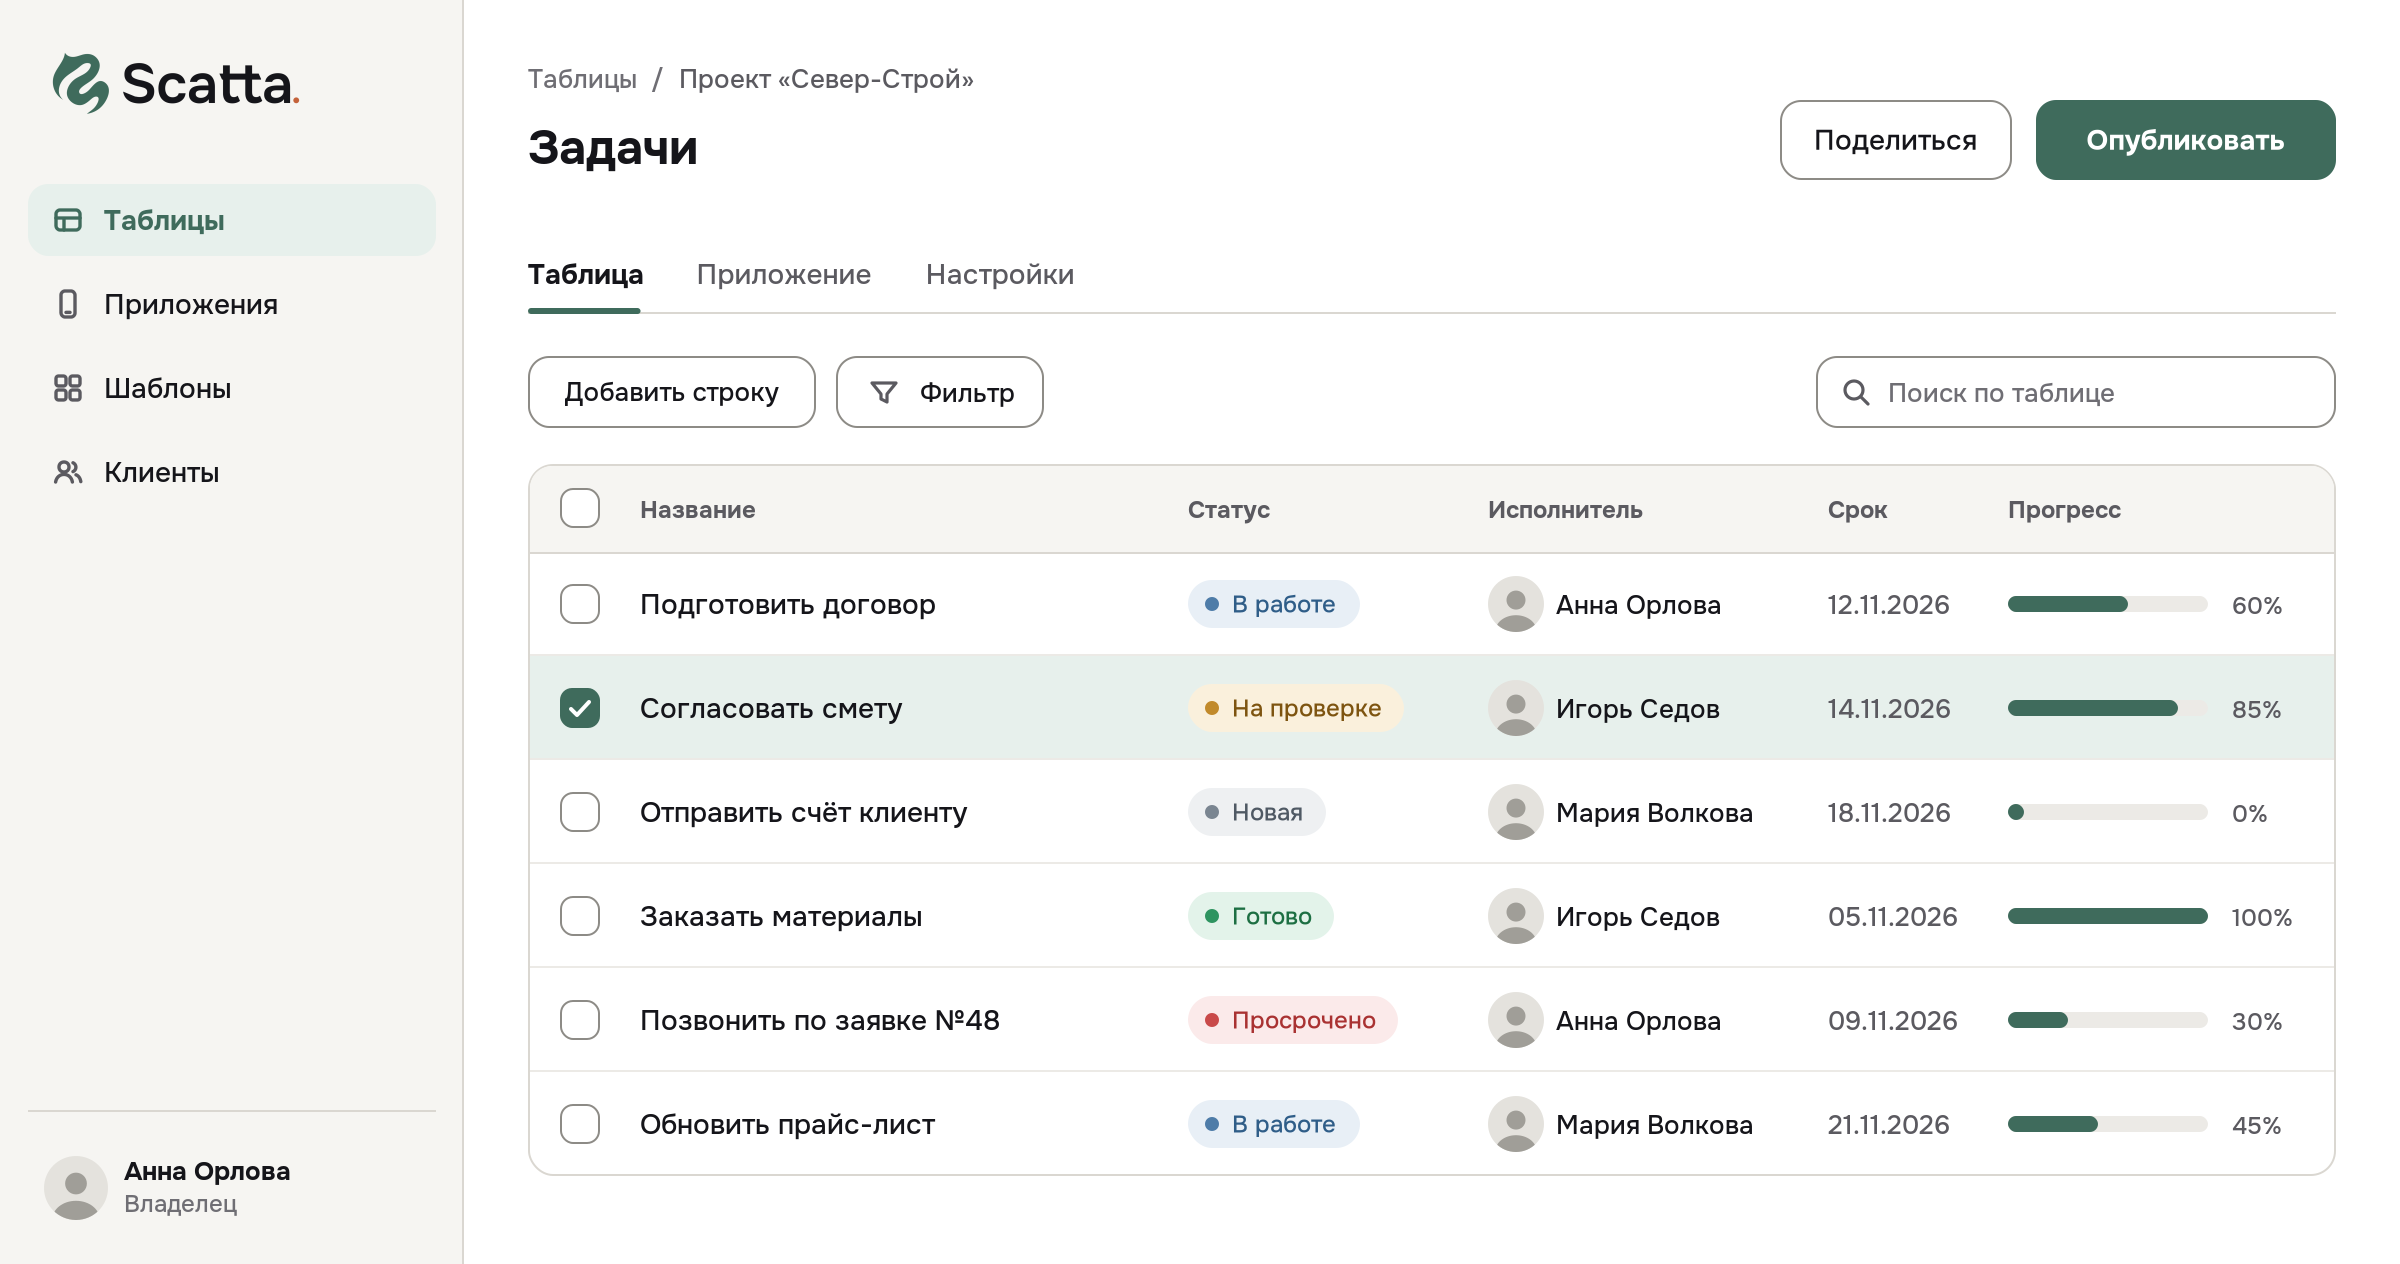 Scatta.
Таблицы
Приложения
Шаблоны
Клиенты
Анна Орлова
Владелец
Таблицы / Проект «Север-Строй»
Задачи
Поделиться
Опубликовать
Таблица Приложение Настройки
Добавить строку
Фильтр
Поиск по таблице
Название Статус Исполнитель Срок Прогресс
Подготовить договор В работе Анна Орлова 12.11.2026 60%
Согласовать смету На проверке Игорь Седов 14.11.2026 85%
Отправить счёт клиенту Новая Мария Волкова 18.11.2026 0%
Заказать материалы Готово Игорь Седов 05.11.2026 100%
Позвонить по заявке №48 Просрочено Анна Орлова 09.11.2026 30%
Обновить прайс-лист В работе Мария Волкова 21.11.2026 45%